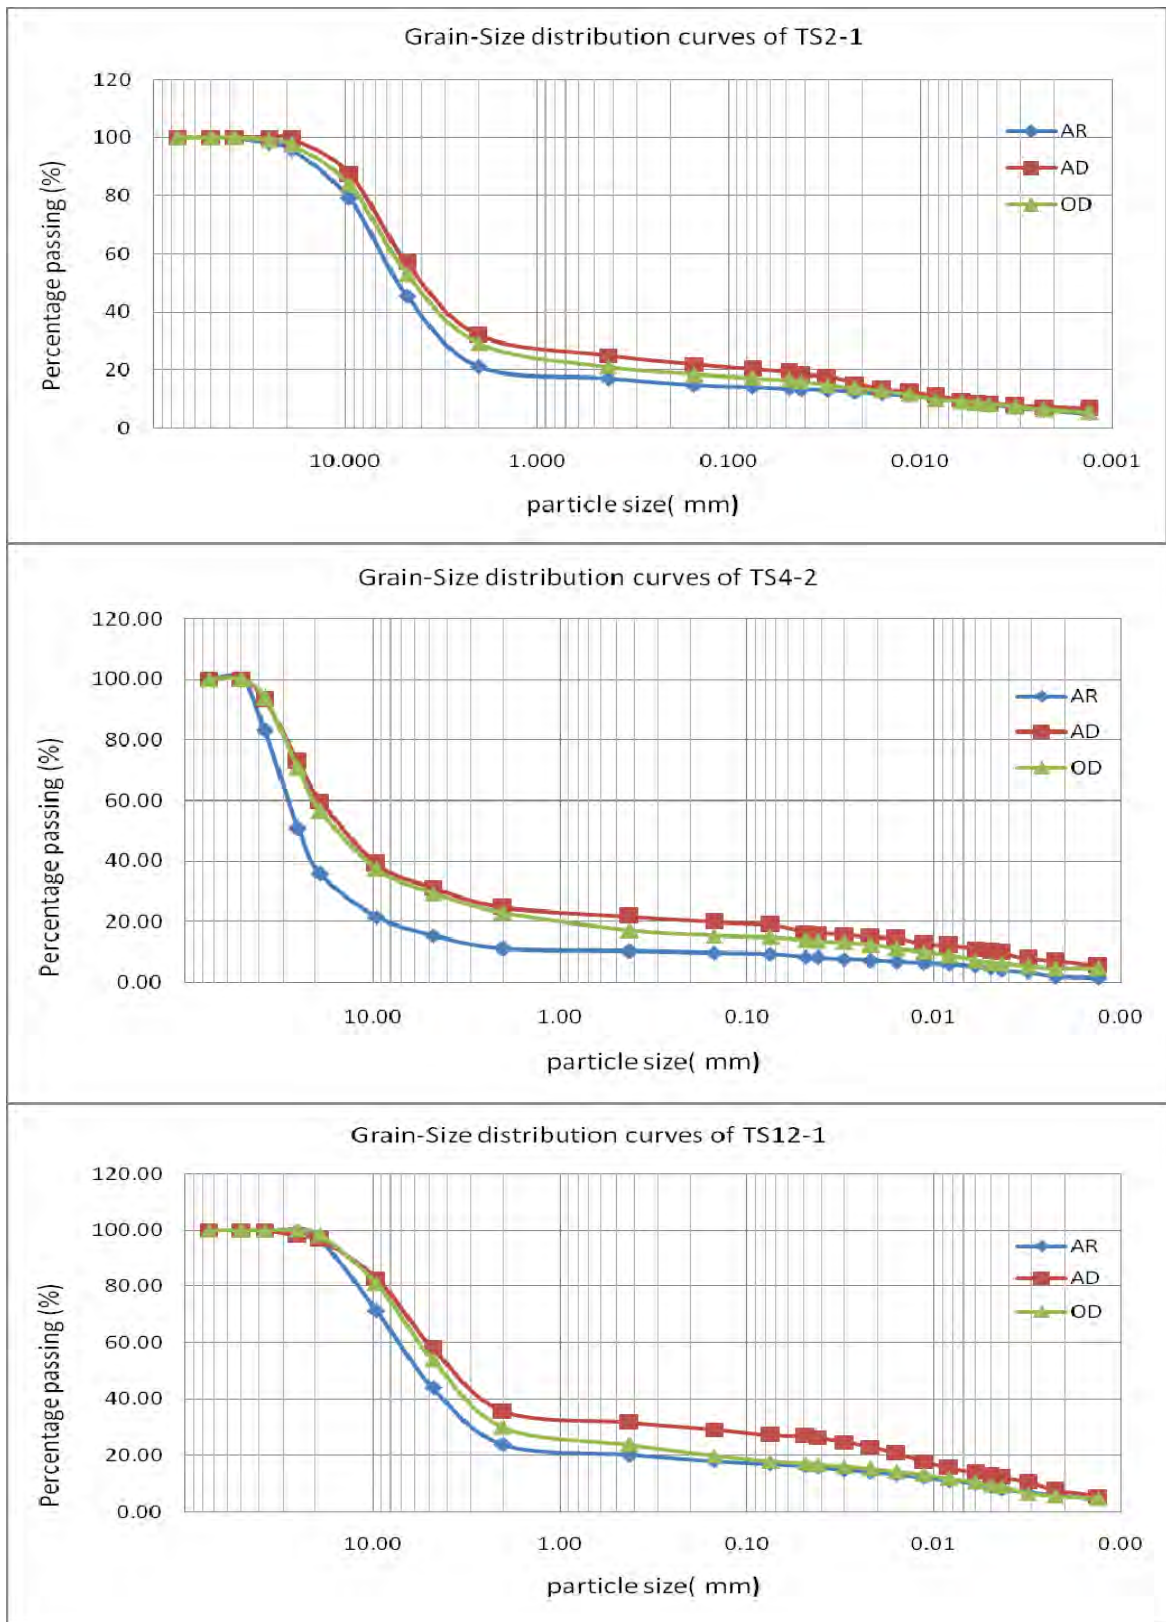 Grain-Size distribution curves of TS2-1
120
100
80
60
40
20
0
Percentage passing (%)
AR
AD
OD
10.000 1.000 0.100 0.010 0.001
particle size( mm)
Grain-Size distribution curves of TS4-2
120.00
100.00
80.00
60.00
40.00
20.00
0.00
Percentage passing (%)
AR
AD
OD
10.00 1.00 0.10 0.01 0.00
particle size( mm)
Grain-Size distribution curves of TS12-1
120.00
100.00
80.00
60.00
40.00
20.00
0.00
Percentage passing (%)
AR
AD
OD
10.00 1.00 0.10 0.01 0.00
particle size( mm)